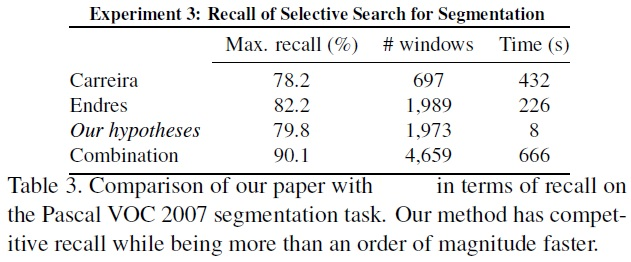 Experiment 3: Recall of Selective Search for Segmentation
Max. recall (%) # windows Time (s)
Carreira 78.2 697 432
Endres 82.2 1,989 226
Our hypotheses 79.8 1,973 8
Combination 90.1 4,659 666
Table 3. Comparison of our paper with in terms of recall on
the Pascal VOC 2007 segmentation task. Our method has compet-
itive recall while being more than an order of magnitude faster.